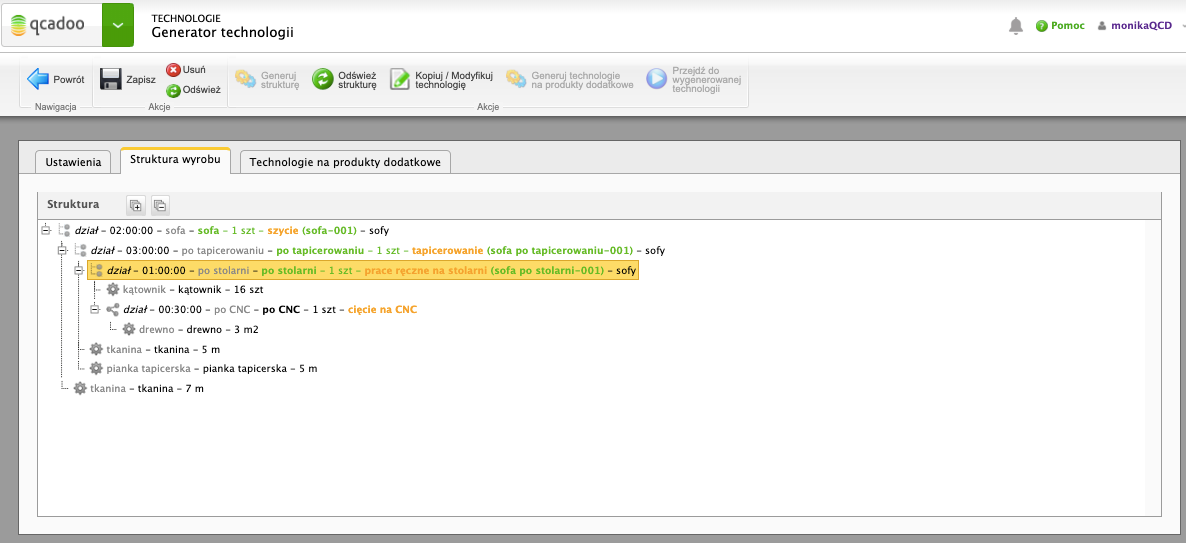 qcadoo
TECHNOLOGIE
Generator technologii
Pomoc
monikaQCD
Powrót
Nawigacja
Zapisz
Usuń
Odśwież
Akcje
Generuj
strukturę
Odśwież
strukturę
Kopiuj / Modyfikuj
technologię
Generuj technologie
na produkty dodatkowe
Przejdź do
wygenerowanej
technologii
Akcje
Ustawienia
Struktura wyrobu
Technologie na produkty dodatkowe
Struktura
dział - 02:00:00 - sofa - sofa - 1 szt - szycie (sofa-001) - sofy
dział - 03:00:00 - po tapicerowaniu - po tapicerowaniu - 1 szt - tapicerowanie (sofa po tapicerowaniu-001) - sofy
dział - 01:00:00 - po stolarni - po stolarni - 1 szt - prace ręczne na stolarni (sofa po stolarni-001) - sofy
kątownik - kątownik - 16 szt
dział - 00:30:00 - po CNC - po CNC - 1 szt - cięcie na CNC
drewno - drewno - 3 m2
tkanina - tkanina - 5 m
pianka tapicerska - pianka tapicerska - 5 m
tkanina - tkanina - 7 m